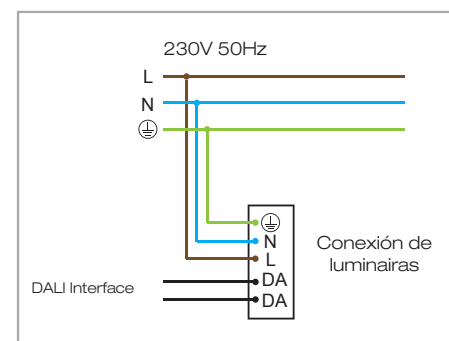 230V 50Hz
L
N
N
L
DA
DA
Conexión de
luminairas
DALI Interface